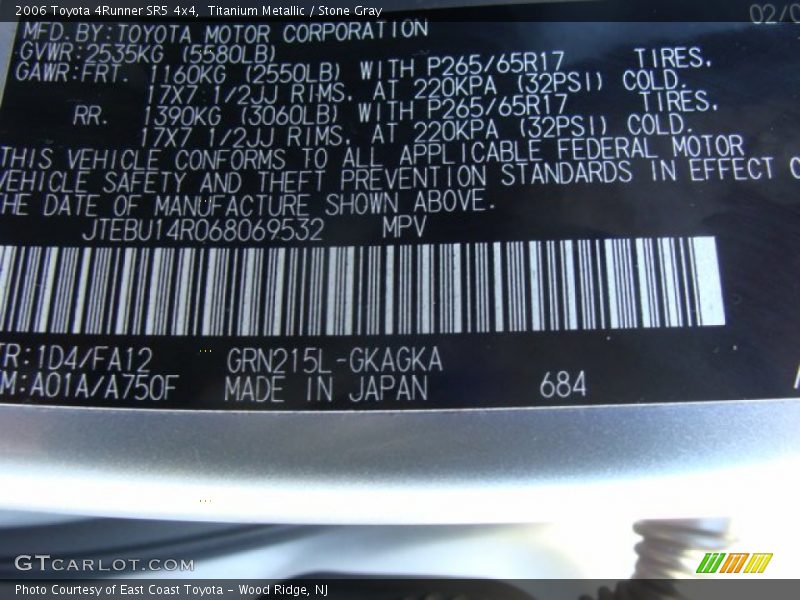 2006 Toyota 4Runner SR5 4x4, Titanium Metallic / Stone Gray
MFD.BY:TOYOTA MOTOR CORPORATION 02/0
GVWR:2535KG (5580LB)
GAWR:FRT. 1160KG (2550LB) WITH P265/65R17 TIRES,
17X7 1/2JJ RIMS, AT 220KPA (32PSI) COLD.
RR. 1390KG (3060LB) WITH P265/65R17 TIRES,
17X7 1/2JJ RIMS, AT 220KPA (32PSI) COLD.
THIS VEHICLE CONFORMS TO ALL APPLICABLE FEDERAL MOTOR
VEHICLE SAFETY AND THEFT PREVENTION STANDARDS IN EFFECT O
THE DATE OF MANUFACTURE SHOWN ABOVE.
JTEBU14R068069532 MPV
TR:1D4/FA12 GRN215L-GKAGKA
M:A01A/A750F MADE IN JAPAN 684
GTCARLOT.COM
Photo Courtesy of East Coast Toyota – Wood Ridge, NJ